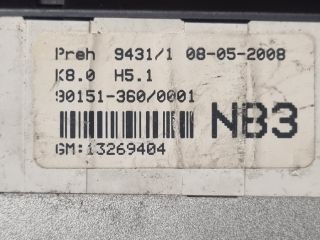 Preh 9431/1 08-05-2008
K8.0 H5.1
90151-360/0001
NB3
GM:13269404